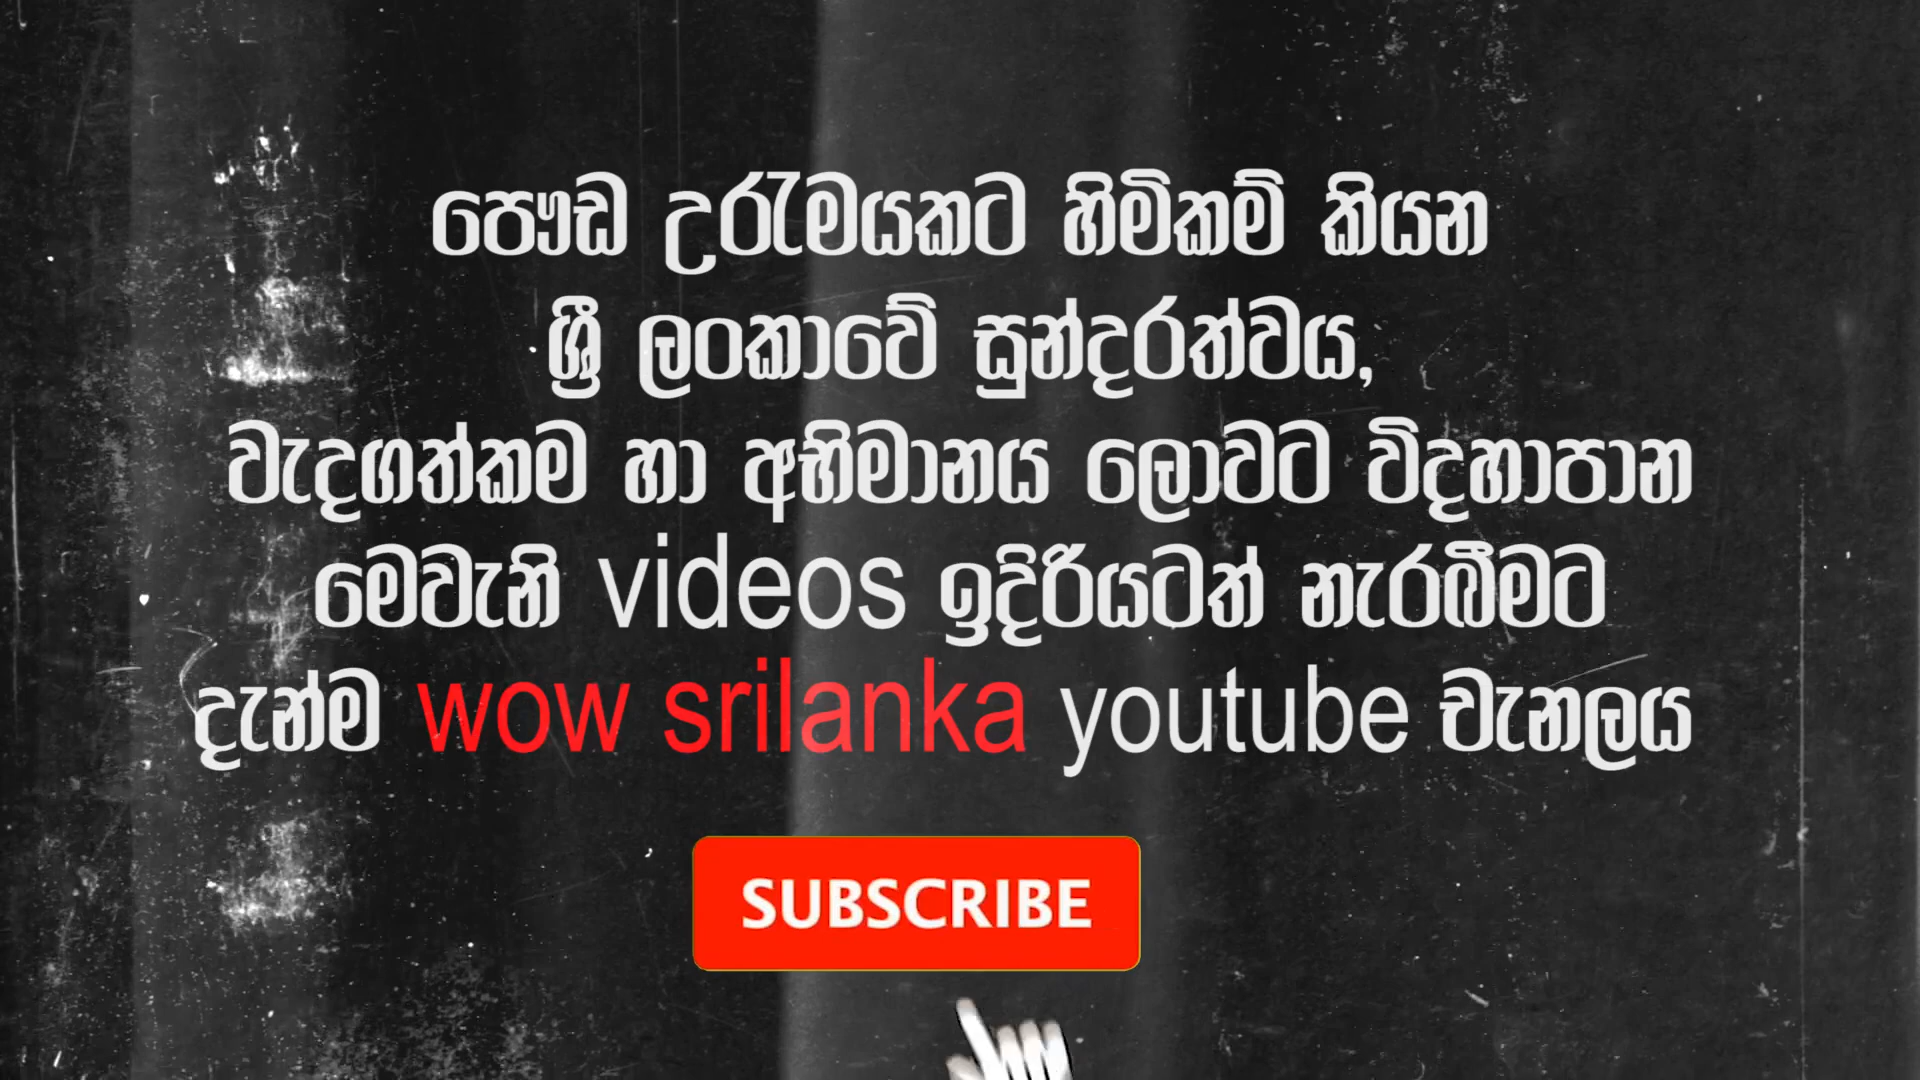 පෞඪ උරුමයකට හිමිකම් කියන
ශ්‍රී ලංකාවේ සුන්දරත්වය,
වැදගත්කම හා අභිමානය ලොවට විදහාපාන
මෙවැනි videos ඉදිරියටත් නැරඹීමට
දැන්ම wow srilanka youtube චැනලය
SUBSCRIBE